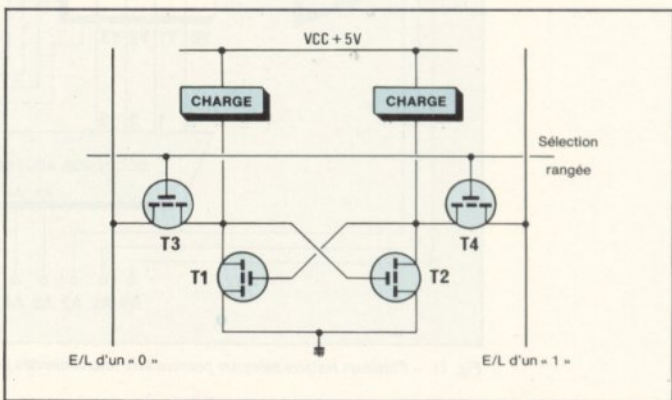 VCC + 5V
CHARGE
CHARGE
Sélection
rangée
T3
T4
T1
T2
E/L d'un « 0 »
E/L d'un « 1 »